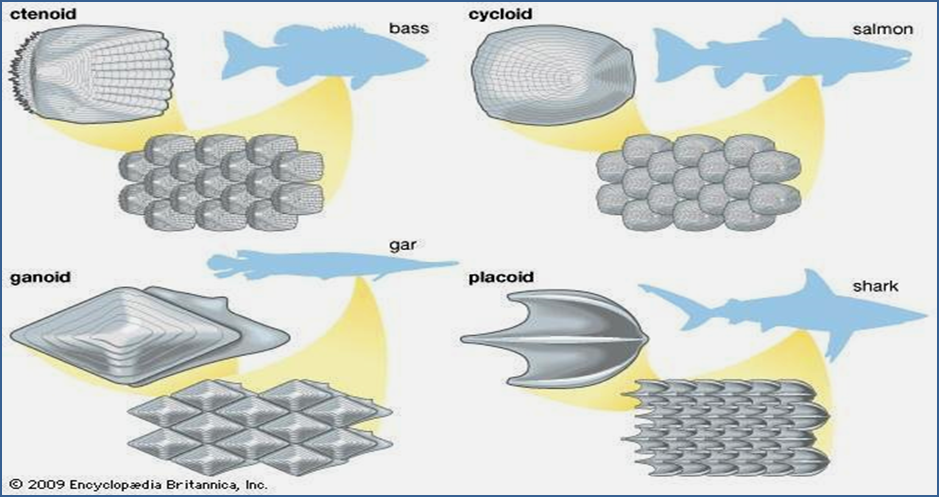 ctenoid
bass
cycloid
salmon
ganoid
gar
placoid
shark
© 2009 Encyclopædia Britannica, Inc.